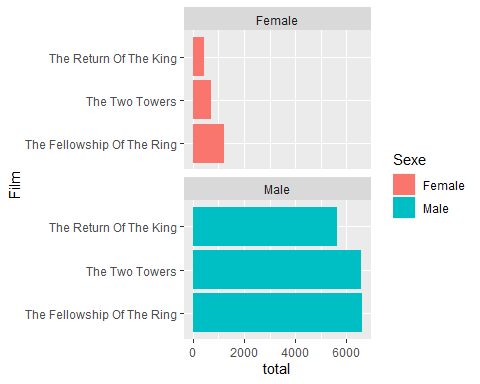 Female
The Return Of The King
The Two Towers
The Fellowship Of The Ring
Male
The Return Of The King
The Two Towers
The Fellowship Of The Ring
0 2000 4000 6000
total
Film
Sexe
Female
Male